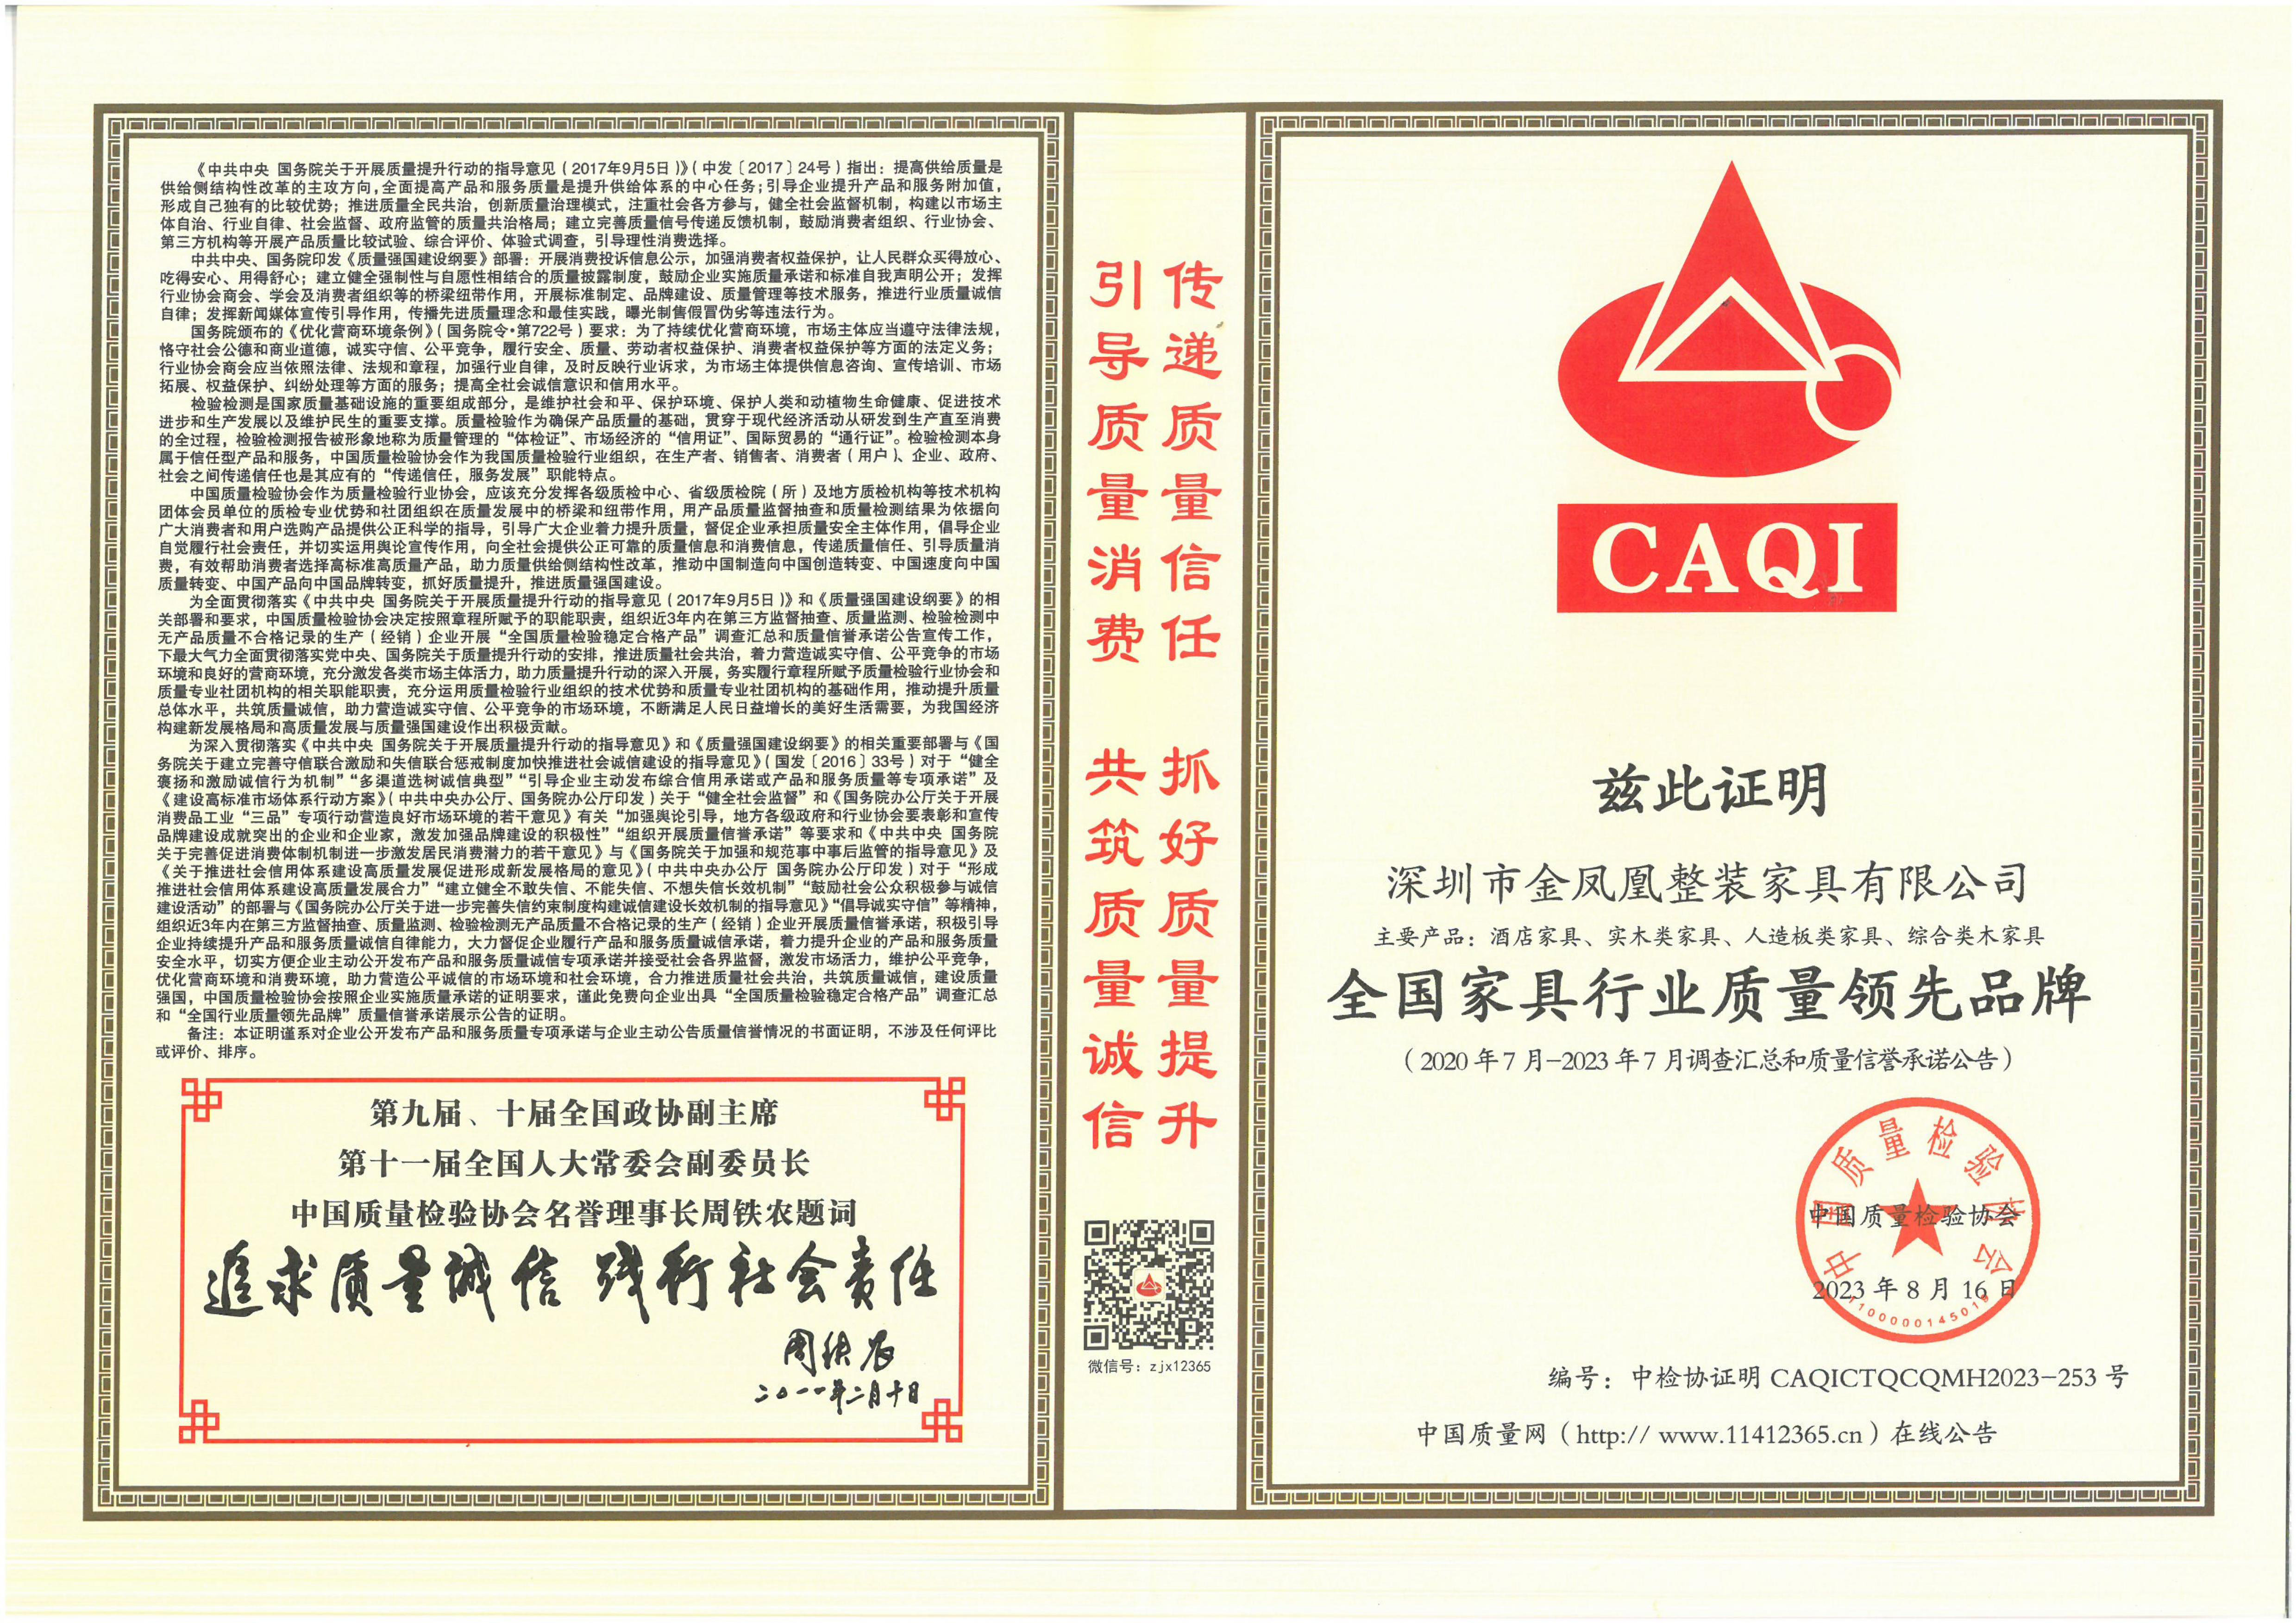 《中共中央 国务院关于开展质量提升行动的指导意见（2017年9月5日）》（中发〔2017〕24号）指出：提高供给质量是
供给侧结构性改革的主攻方向，全面提高产品和服务质量是提升供给体系的中心任务；引导企业提升产品和服务附加值，
形成自己独有的比较优势；推进质量全民共治，创新质量治理模式，注重社会各方参与，健全社会监督机制，构建以市场主
体自治、行业自律、社会监督、政府监管的质量共治格局；建立完善质量信号传递反馈机制，鼓励消费者组织、行业协会、
第三方机构等开展产品质量比较试验、综合评价、体验式调查，引导理性消费选择。
中共中央、国务院印发《质量强国建设纲要》部署：开展消费投诉信息公示，加强消费者权益保护，让人民群众买得放心、
吃得安心、用得舒心；建立健全强制性与自愿性相结合的质量披露制度，鼓励企业实施质量承诺和标准自我声明公开；发挥
行业协会商会、学会及消费者组织等的桥梁纽带作用，开展标准制定、品牌建设、质量管理等技术服务，推进行业质量诚信
自律；发挥新闻媒体宣传引导作用，传播先进质量理念和最佳实践，曝光制售假冒伪劣等违法行为。
国务院颁布的《优化营商环境条例》（国务院令·第722号）要求：为了持续优化营商环境，市场主体应当遵守法律法规，
恪守社会公德和商业道德，诚实守信、公平竞争，履行安全、质量、劳动者权益保护、消费者权益保护等方面的法定义务；
行业协会商会应当依照法律、法规和章程，加强行业自律，及时反映行业诉求，为市场主体提供信息咨询、宣传培训、市场
拓展、权益保护、纠纷处理等方面的服务；提高全社会诚信意识和信用水平。
检验检测是国家质量基础设施的重要组成部分，是维护社会和平、保护环境、保护人类和动植物生命健康、促进技术
进步和生产发展以及维护民生的重要支撑。质量检验作为确保产品质量的基础，贯穿于现代经济活动从研发到生产直至消费
的全过程，检验检测报告被形象地称为质量管理的“体检证”、市场经济的“信用证”、国际贸易的“通行证”。检验检测本身
属于信任型产品和服务，中国质量检验协会作为我国质量检验行业组织，在生产者、销售者、消费者（用户）、企业、政府、
社会之间传递信任也是其应有的“传递信任，服务发展”职能特点。
中国质量检验协会作为质量检验行业协会，应该充分发挥各级质检中心、省级质检院（所）及地方质检机构等技术机构
团体会员单位的质检专业优势和社团组织在质量发展中的桥梁和纽带作用，用产品质量监督抽查和质量检测结果为依据向
广大消费者和用户选购产品提供公正科学的指导，引导广大企业着力提升质量，督促企业承担质量安全主体作用，倡导企业
自觉履行社会责任，并切实运用舆论宣传作用，向全社会提供公正可靠的质量信息和消费信息，传递质量信任、引导质量消
费，有效帮助消费者选择高标准高质量产品，助力质量供给侧结构性改革，推动中国制造向中国创造转变、中国速度向中国
质量转变、中国产品向中国品牌转变，抓好质量提升，推进质量强国建设。
为全面贯彻落实《中共中央 国务院关于开展质量提升行动的指导意见（2017年9月5日）》和《质量强国建设纲要》的相
关部署和要求，中国质量检验协会决定按照章程所赋予的职能职责，组织近3年内在第三方监督抽查、质量监测、检验检测中
无产品质量不合格记录的生产（经销）企业开展“全国质量检验稳定合格产品”调查汇总和质量信誉承诺公告宣传工作，
下最大气力全面贯彻落实党中央、国务院关于质量提升行动的安排，推进质量社会共治，着力营造诚实守信、公平竞争的市场
环境和良好的营商环境，充分激发各类市场主体活力，助力质量提升行动的深入开展，务实履行章程所赋予质量检验行业协会和
质量专业社团机构的相关职能职责，充分运用质量检验行业组织的技术优势和质量专业社团机构的基础作用，推动提升质量
总体水平，共筑质量诚信，助力营造诚实守信、公平竞争的市场环境，不断满足人民日益增长的美好生活需要，为我国经济
构建新发展格局和高质量发展与质量强国建设作出积极贡献。
为深入贯彻落实《中共中央 国务院关于开展质量提升行动的指导意见》和《质量强国建设纲要》的相关重要部署与《国
务院关于建立完善守信联合激励和失信联合惩戒制度加快推进社会诚信建设的指导意见》（国发〔2016〕33号）对于“健全
褒扬和激励诚信行为机制”“多渠道选树诚信典型”“引导企业主动发布综合信用承诺或产品和服务质量等专项承诺”及
《建设高标准市场体系行动方案》（中共中央办公厅、国务院办公厅印发）关于“健全社会监督”和《国务院办公厅关于开展
消费品工业“三品”专项行动营造良好市场环境的若干意见》有关“加强舆论引导，地方各级政府和行业协会要表彰和宣传
品牌建设成就突出的企业和企业家，激发加强品牌建设的积极性”“组织开展质量信誉承诺”等要求和《中共中央 国务院
关于完善促进消费体制机制进一步激发居民消费潜力的若干意见》与《国务院关于加强和规范事中事后监管的指导意见》及
《关于推进社会信用体系建设高质量发展促进形成新发展格局的意见》（中共中央办公厅 国务院办公厅印发）对于“形成
推进社会信用体系建设高质量发展合力”“建立健全不敢失信、不能失信、不想失信长效机制”“鼓励社会公众积极参与诚信
建设活动”的部署与《国务院办公厅关于进一步完善失信约束制度构建诚信建设长效机制的指导意见》“倡导诚实守信”等精神，
组织近3年内在第三方监督抽查、质量监测、检验检测无产品质量不合格记录的生产（经销）企业开展质量信誉承诺，积极引导
企业持续提升产品和服务质量诚信自律能力，大力督促企业履行产品和服务质量诚信承诺，着力提升企业的产品和服务质量
安全水平，切实方便企业主动公开发布产品和服务质量诚信专项承诺并接受社会各界监督，激发市场活力，维护公平竞争，
优化营商环境和消费环境，助力营造公平诚信的市场环境和社会环境，合力推进质量社会共治，共筑质量诚信，建设质量
强国，中国质量检验协会按照企业实施质量承诺的证明要求，谨此免费向企业出具“全国质量检验稳定合格产品”调查汇总
和“全国行业质量领先品牌”质量信誉承诺展示公告的证明。
备注：本证明谨系对企业公开发布产品和服务质量专项承诺与企业主动公告质量信誉情况的书面证明，不涉及任何评比
或评价、排序。
第九届、十届全国政协副主席
第十一届全国人大常委会副委员长
中国质量检验协会名誉理事长周铁农题词
追求质量诚信 践行社会责任
周铁农
二〇一一年二月十日
传递质量信任 抓好质量提升
引导质量消费 共筑质量诚信
微信号：zjx12365
CAQI
兹此证明
深圳市金凤凰整装家具有限公司
主要产品：酒店家具、实木类家具、人造板类家具、综合类木家具
全国家具行业质量领先品牌
（2020年7月-2023年7月调查汇总和质量信誉承诺公告）
中国质量检验协会
中国质量检验协会
2023年8月16日
1100000145019
编号：中检协证明 CAQICTQCQMH2023-253 号
中国质量网（http:// www.11412365.cn）在线公告